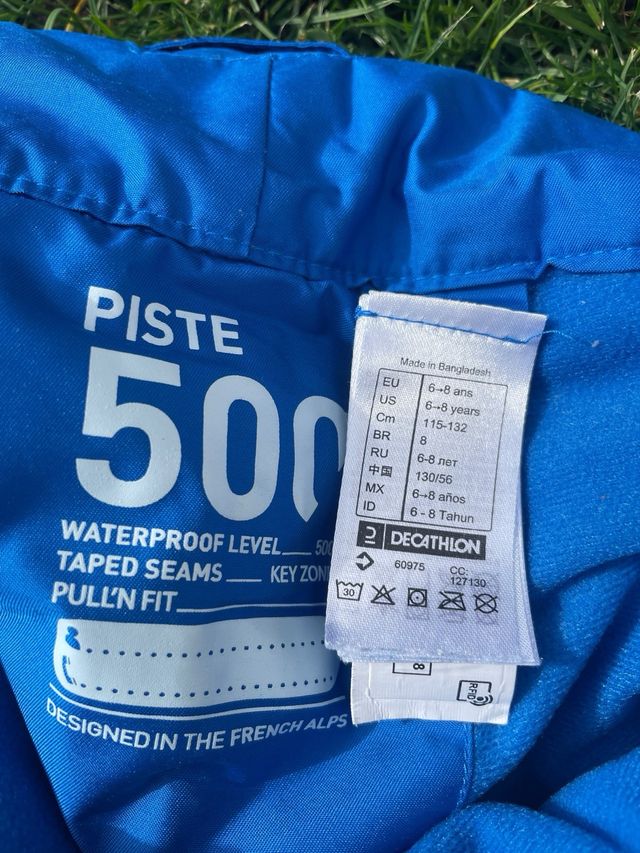 PISTE
500
WATERPROOF LEVEL
TAPED SEAMS KEY
PULL'N FIT
DESIGNED IN THE FRENCH ALPS
Made in Bangladesh
EU 6→8 ans
US 6→8 years
Cm 115-132
BR 8
RU 6-8 лет
中国 130/56
MX 6→8 años
ID 6 - 8 Tahun
DECATHLON
60975 CC: 127130
30
8
RFID